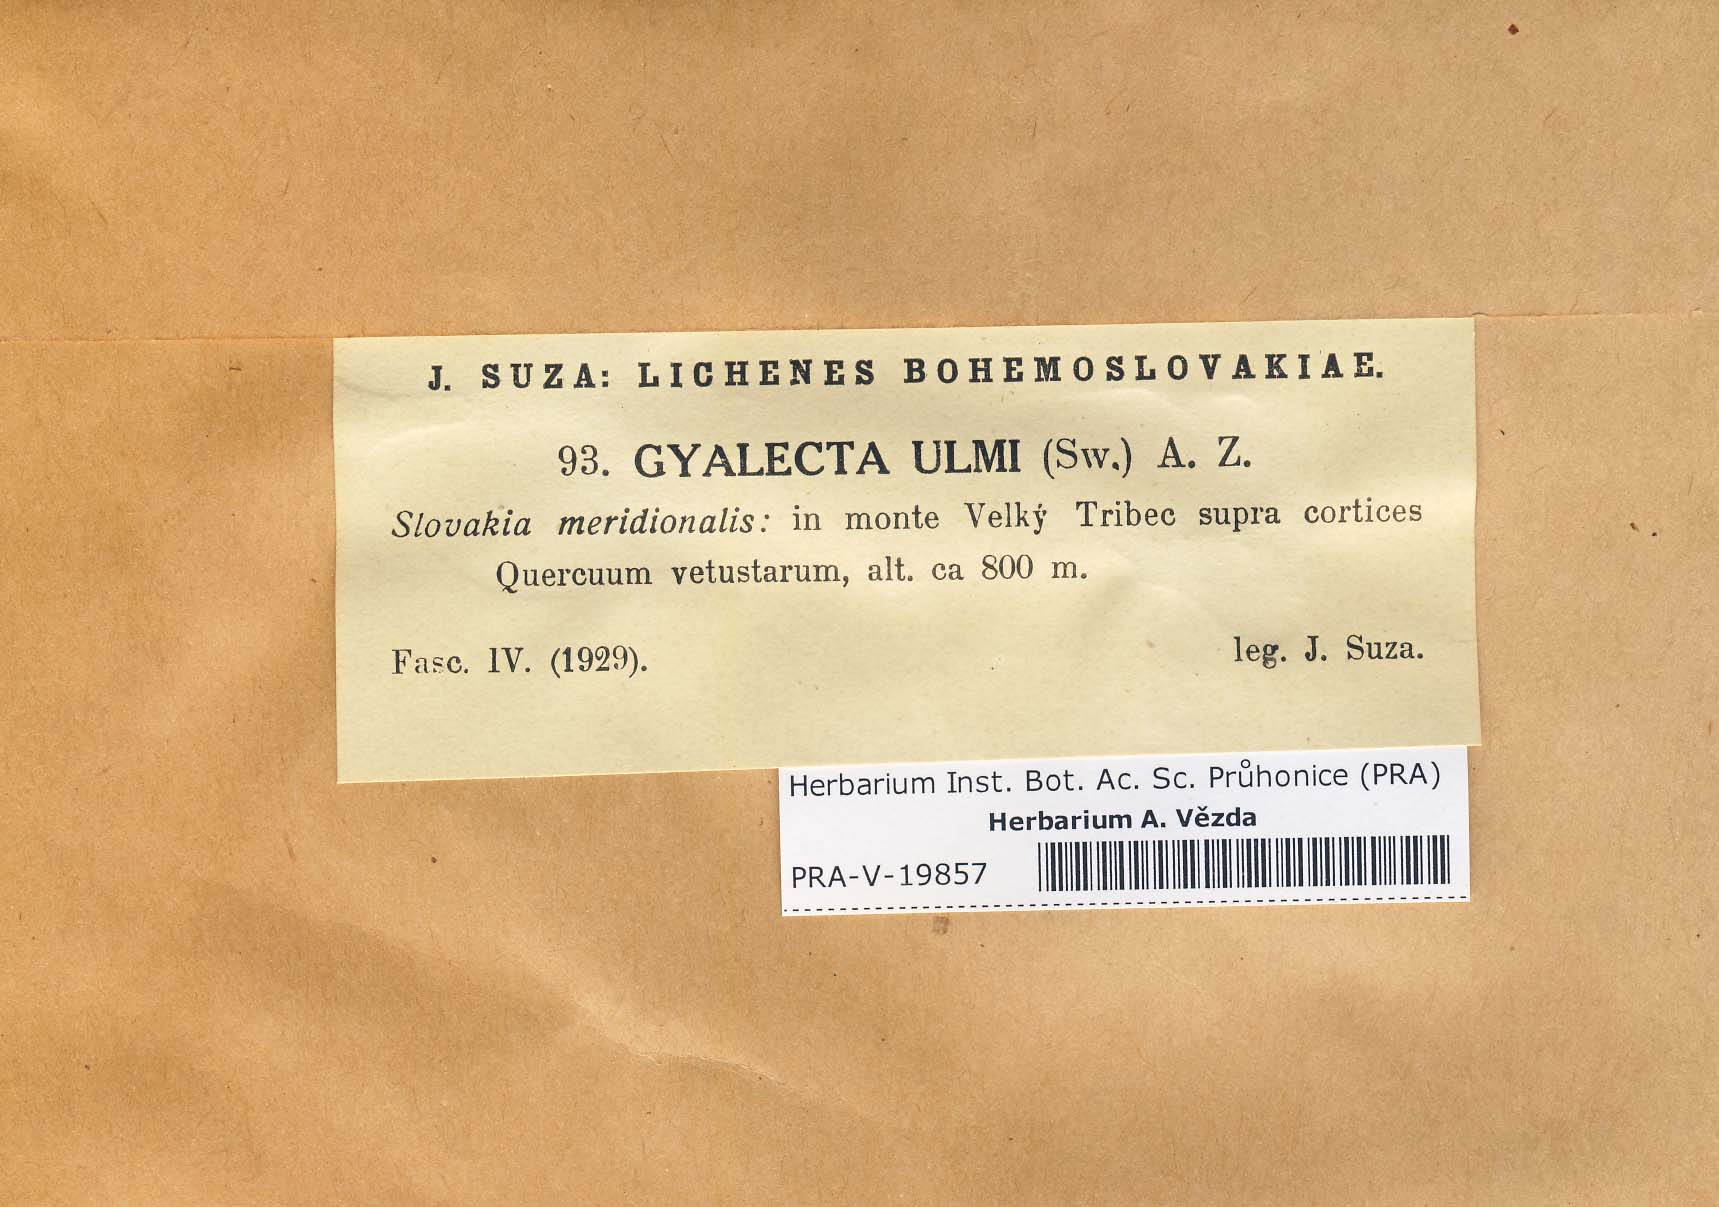 J. SUZA: LICHENES BOHEMOSLOVAKIAE.
93. GYALECTA ULMI (Sw.) A. Z.
Slovakia meridionalis: in monte Velký Tribec supra cortices
Quercuum vetustarum, alt. ca 800 m.
Fasc. IV. (1929).
leg. J. Suza.
Herbarium Inst. Bot. Ac. Sc. Průhonice (PRA)
Herbarium A. Vězda
PRA-V-19857